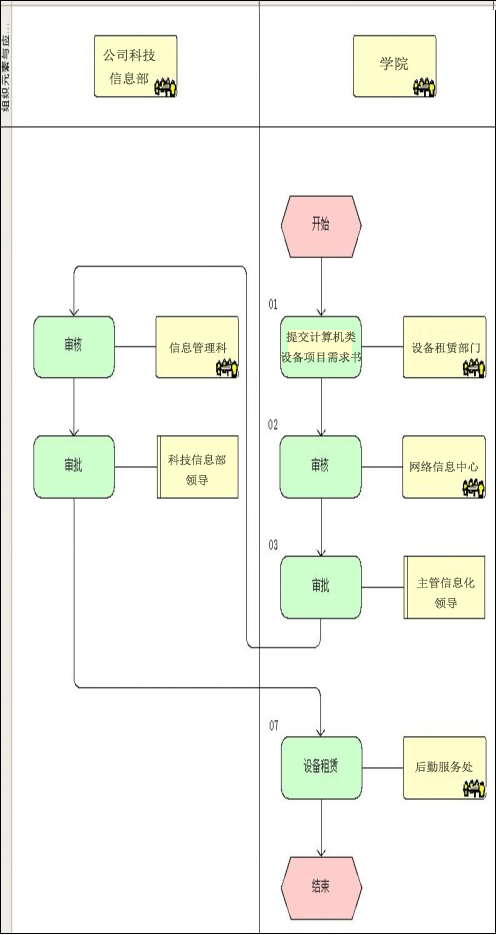 组织元素与应...
公司科技
信息部
学院
开始
01
提交计算机类
设备项目需求书
设备租赁部门
审核
信息管理科
02
审核
网络信息中心
审批
科技信息部
领导
03
审批
主管信息化
领导
07
设备租赁
后勤服务处
结束